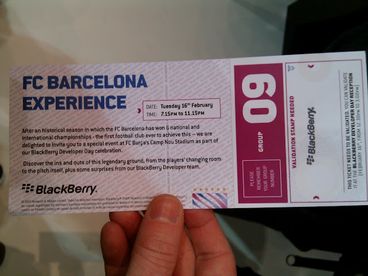 FC BARCELONA
EXPERIENCE
DATE: Tuesday 16th February
TIME: 7.15PM to 11.15PM
After an historical season in which the FC Barcelona has won 6 national and
international championships - the first football club ever to achieve this – we are
delighted to invite you to a special event at FC Barça's Camp Nou Stadium as part of
our BlackBerry Developer Day celebration.
Discover the ins and outs of this legendary ground, from the players' changing room
to the pitch itself, plus some surprises from our BlackBerry Developer team.
BlackBerry.
GROUP
09
PLEASE
REMEMBER
YOUR GROUP
NUMBER
VALIDATION STAMP NEEDED
BlackBerry.
THIS TICKET NEEDS TO BE VALIDATED. YOU CAN VALIDATE
IT AT THE BLACKBERRY DEVELOPER DAY RECEPTION